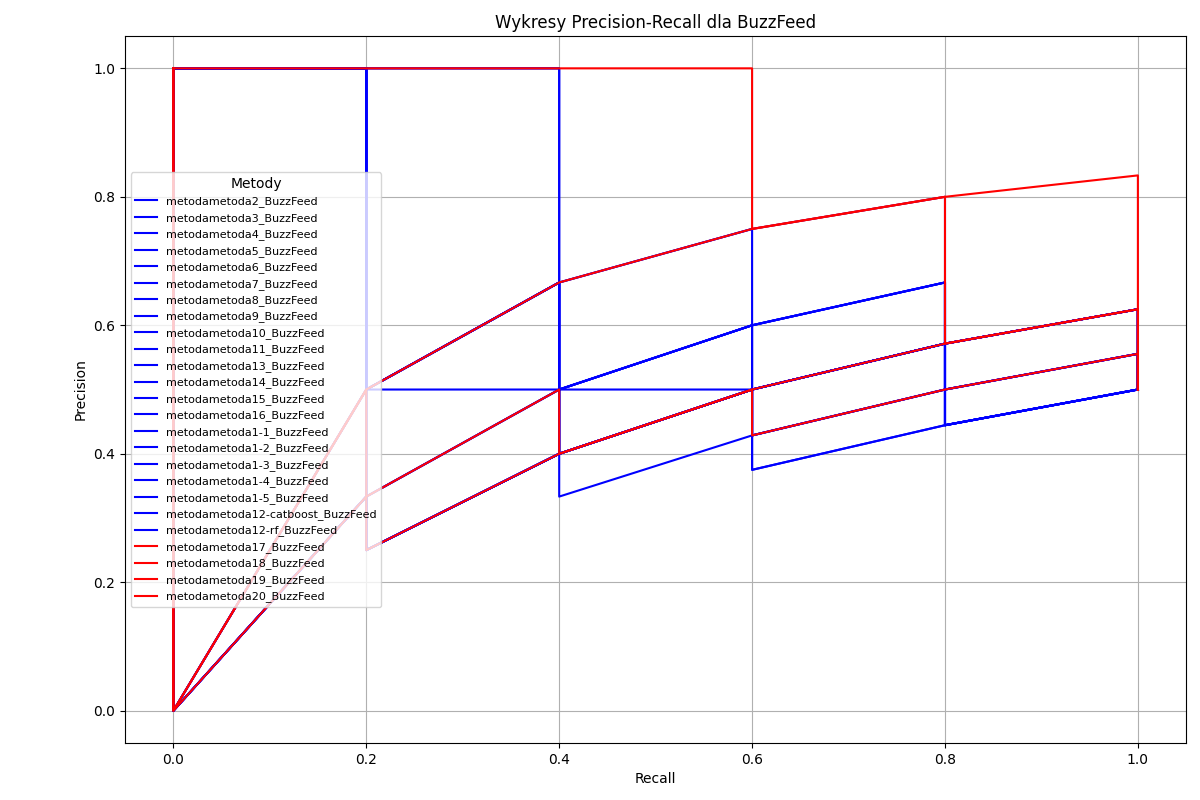 Wykresy Precision-Recall dla BuzzFeed
Precision
1.0
0.8
0.6
0.4
0.2
0.0
Metody
metodametoda2_BuzzFeed
metodametoda3_BuzzFeed
metodametoda4_BuzzFeed
metodametoda5_BuzzFeed
metodametoda6_BuzzFeed
metodametoda7_BuzzFeed
metodametoda8_BuzzFeed
metodametoda9_BuzzFeed
metodametoda10_BuzzFeed
metodametoda11_BuzzFeed
metodametoda13_BuzzFeed
metodametoda14_BuzzFeed
metodametoda15_BuzzFeed
metodametoda16_BuzzFeed
metodametoda1-1_BuzzFeed
metodametoda1-2_BuzzFeed
metodametoda1-3_BuzzFeed
metodametoda1-4_BuzzFeed
metodametoda1-5_BuzzFeed
metodametoda12-catboost_BuzzFeed
metodametoda12-rf_BuzzFeed
metodametoda17_BuzzFeed
metodametoda18_BuzzFeed
metodametoda19_BuzzFeed
metodametoda20_BuzzFeed
0.0 0.2 0.4 0.6 0.8 1.0
Recall